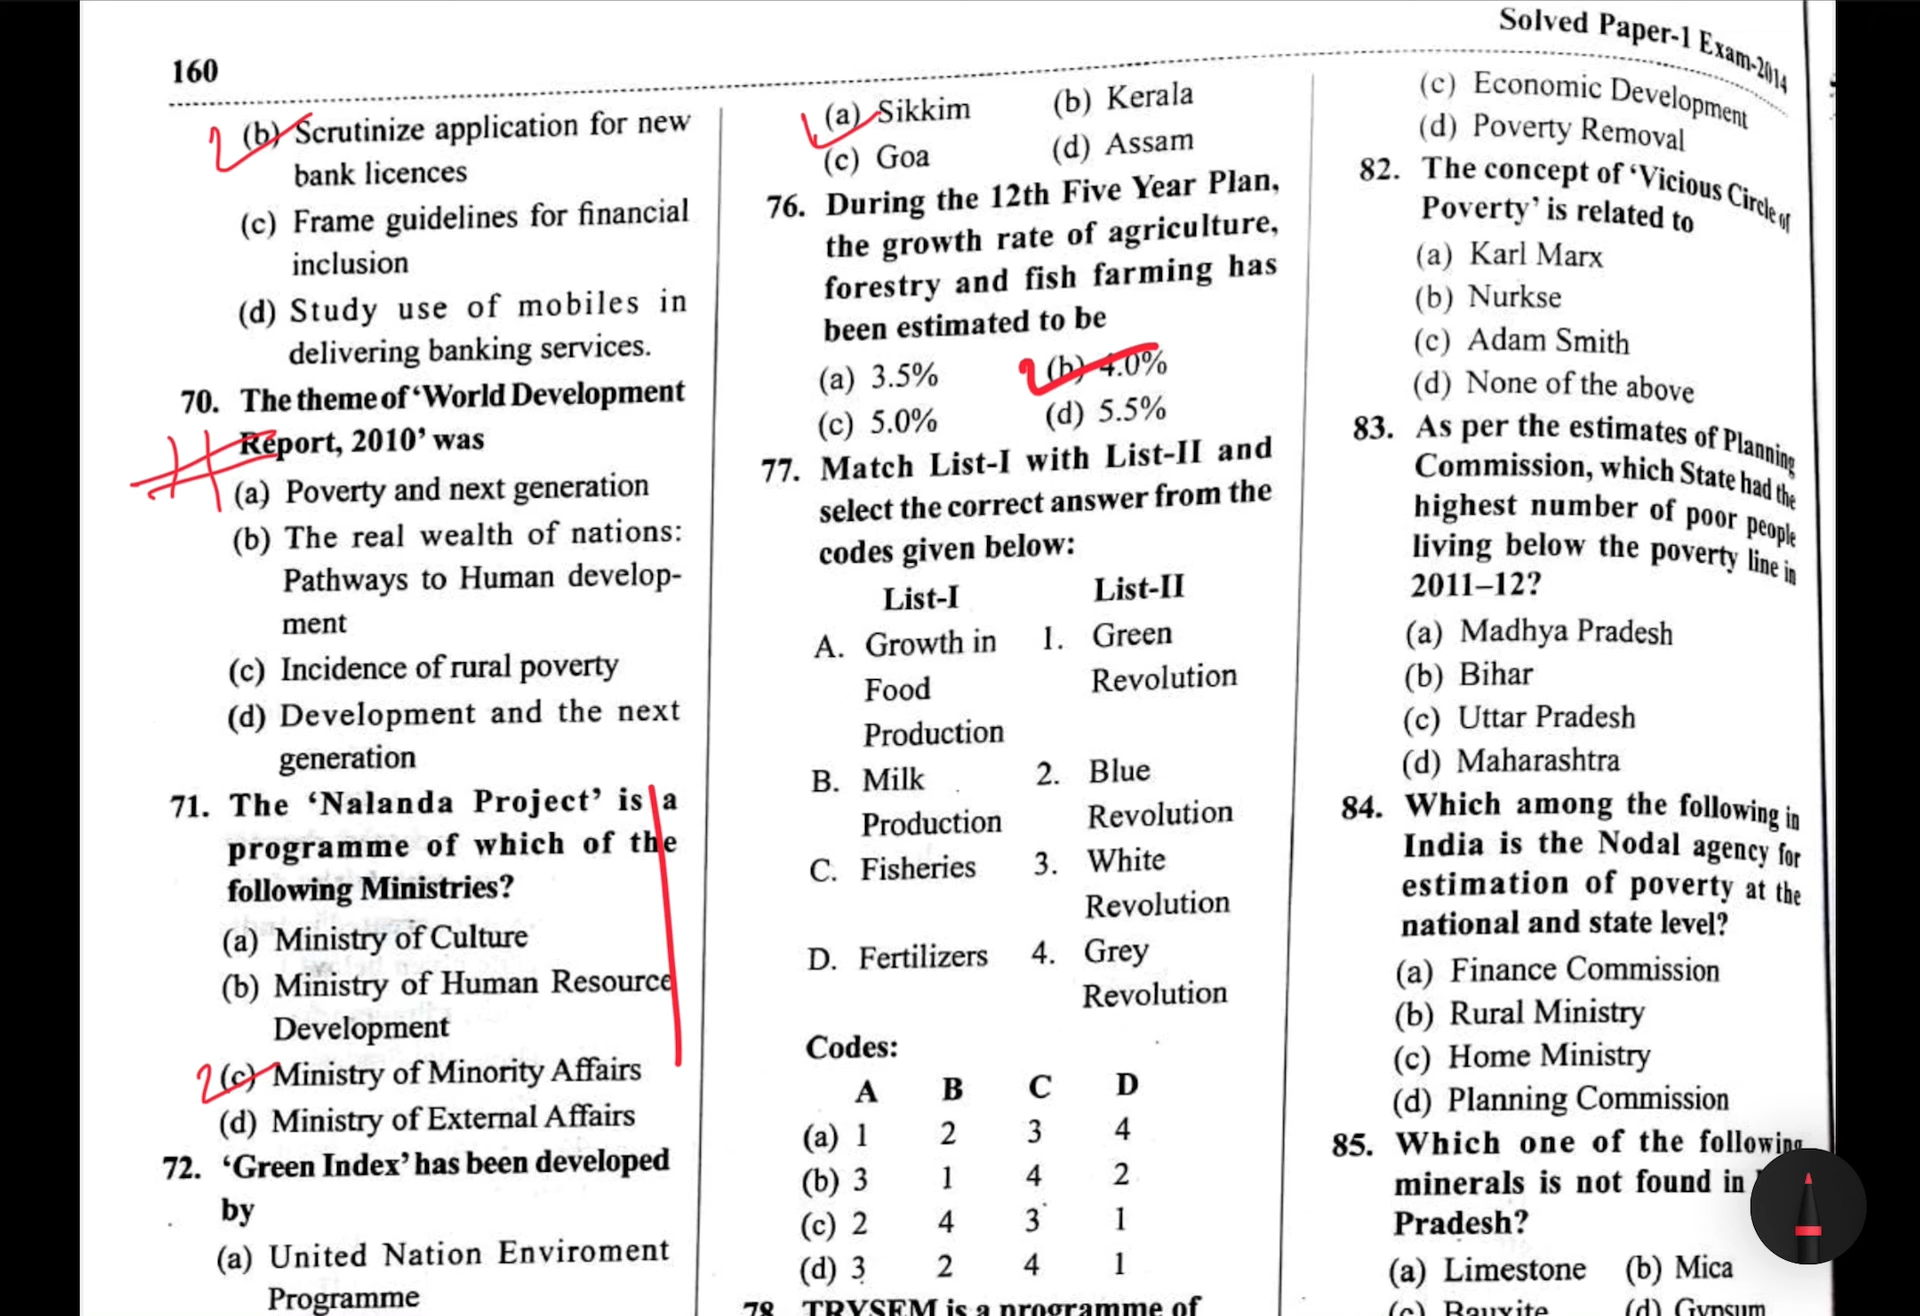 160
Solved Paper-1 Exam-2014
(b) Scrutinize application for new
bank licences
(c) Frame guidelines for financial
inclusion
(d) Study use of mobiles in
delivering banking services.
70. The theme of ‘World Development
Report, 2010’ was
(a) Poverty and next generation
(b) The real wealth of nations:
Pathways to Human develop-
ment
(c) Incidence of rural poverty
(d) Development and the next
generation
71. The ‘Nalanda Project’ is a
programme of which of the
following Ministries?
(a) Ministry of Culture
(b) Ministry of Human Resource
Development
(c) Ministry of Minority Affairs
(d) Ministry of External Affairs
72. ‘Green Index’ has been developed
by
(a) United Nation Enviroment
Programme
(a) Sikkim (b) Kerala
(c) Goa (d) Assam
76. During the 12th Five Year Plan,
the growth rate of agriculture,
forestry and fish farming has
been estimated to be
(a) 3.5% (b) 4.0%
(c) 5.0% (d) 5.5%
77. Match List-I with List-II and
select the correct answer from the
codes given below:
List-I List-II
A. Growth in 1. Green
Food Revolution
Production
B. Milk 2. Blue
Production Revolution
C. Fisheries 3. White
Revolution
D. Fertilizers 4. Grey
Revolution
Codes:
A B C D
(a) 1 2 3 4
(b) 3 1 4 2
(c) 2 4 3 1
(d) 3 2 4 1
78. TRYSEM is a programme of
(c) Economic Development
(d) Poverty Removal
82. The concept of ‘Vicious Circle of
Poverty’ is related to
(a) Karl Marx
(b) Nurkse
(c) Adam Smith
(d) None of the above
83. As per the estimates of Planning
Commission, which State had the
highest number of poor people
living below the poverty line in
2011–12?
(a) Madhya Pradesh
(b) Bihar
(c) Uttar Pradesh
(d) Maharashtra
84. Which among the following in
India is the Nodal agency for
estimation of poverty at the
national and state level?
(a) Finance Commission
(b) Rural Ministry
(c) Home Ministry
(d) Planning Commission
85. Which one of the following
minerals is not found in
Pradesh?
(a) Limestone (b) Mica
(c) Bauxite (d) Gypsum